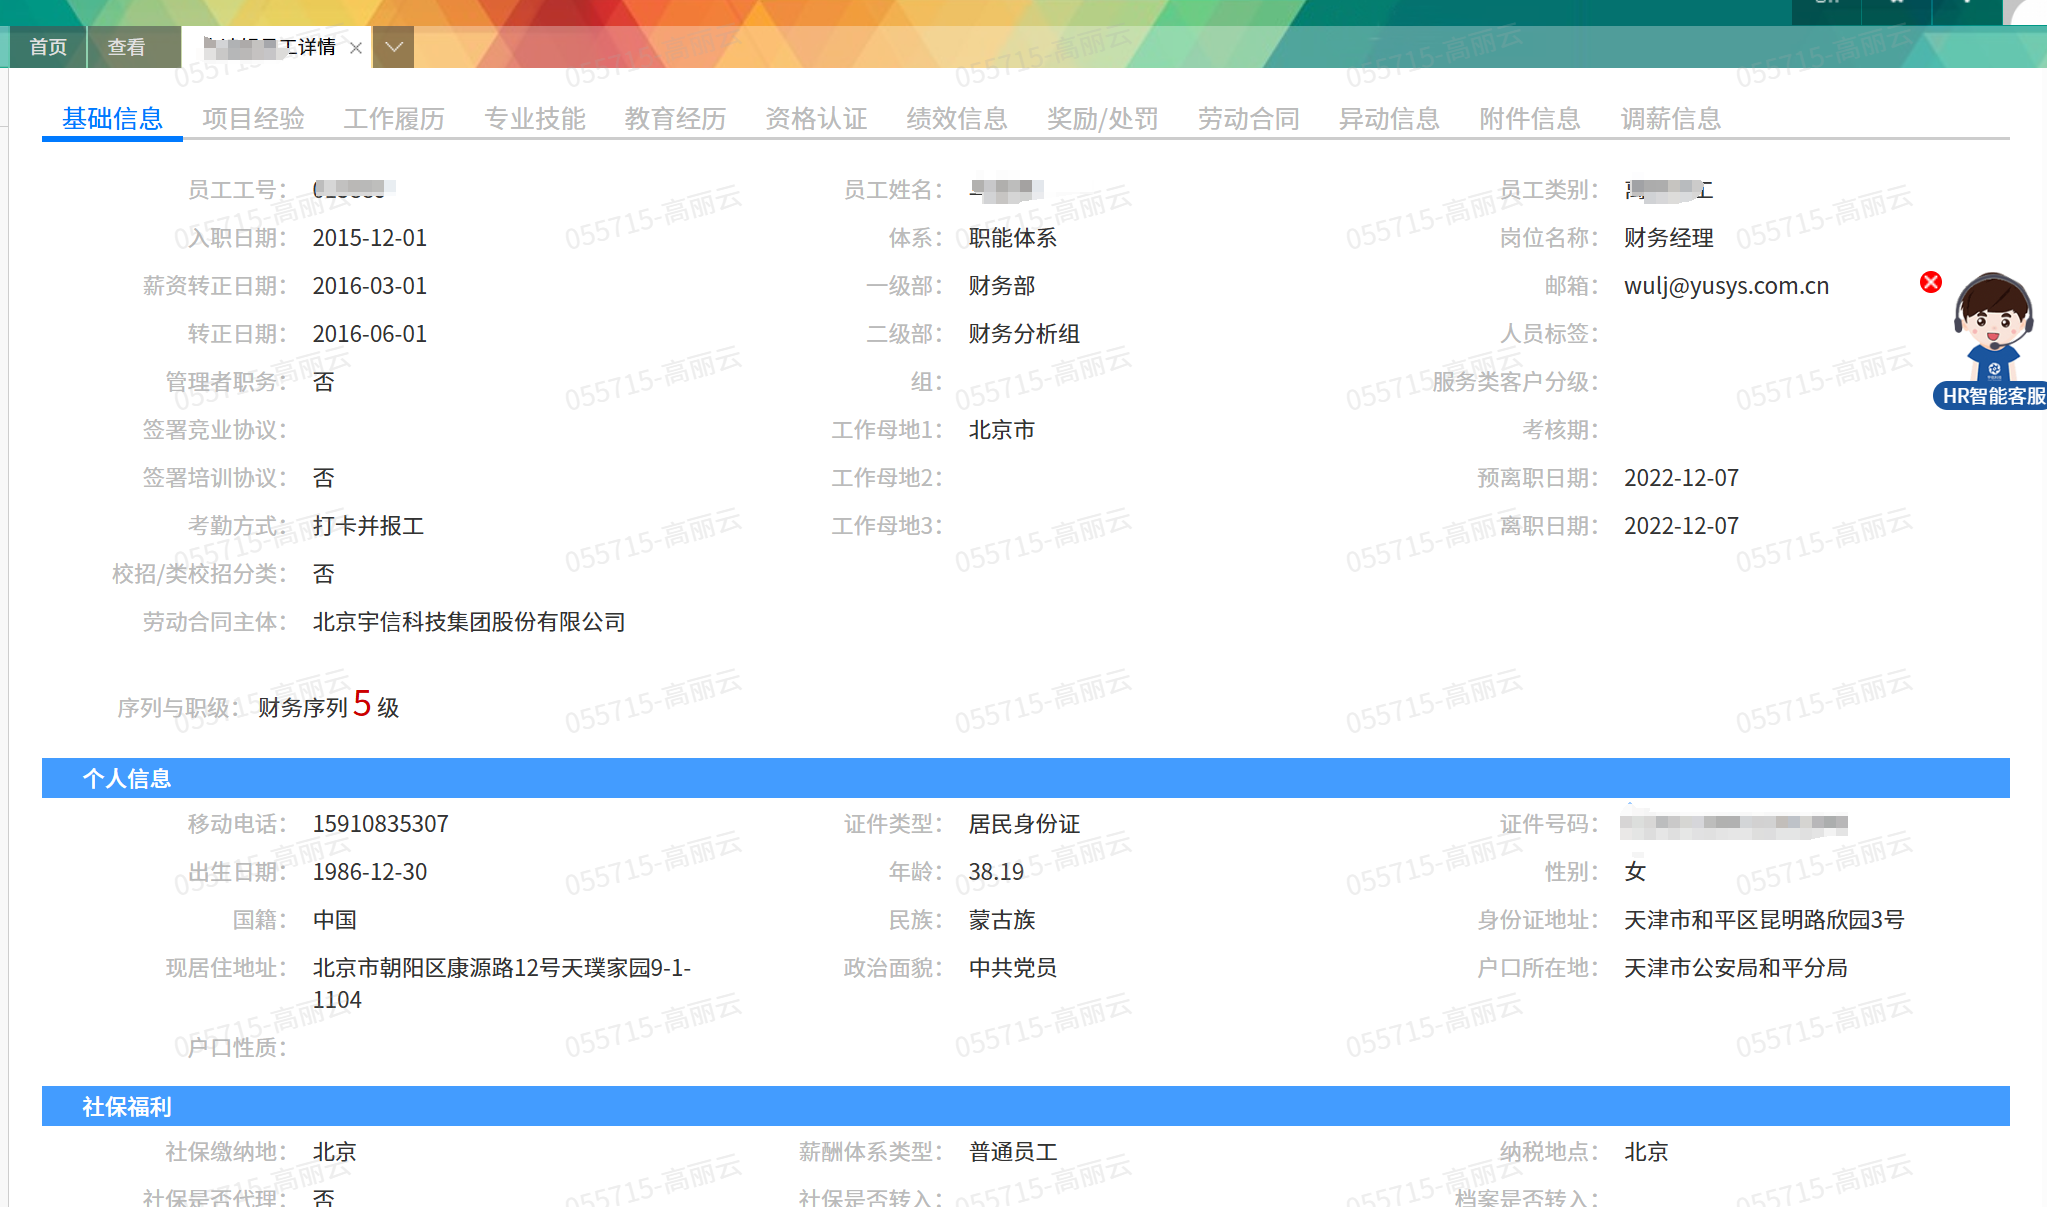 首页 查看 工详情
基础信息 项目经验 工作履历 专业技能 教育经历 资格认证 绩效信息 奖励/处罚 劳动合同 异动信息 附件信息 调薪信息
员工工号： 员工姓名： 员工类别：
入职日期： 2015-12-01 体系： 职能体系 岗位名称： 财务经理
薪资转正日期： 2016-03-01 一级部： 财务部 邮箱： wulj@yusys.com.cn
转正日期： 2016-06-01 二级部： 财务分析组 人员标签：
管理者职务： 否 组： 服务类客户分级：
HR智能客服
签署竞业协议： 工作母地1： 北京市 考核期：
签署培训协议： 否 工作母地2： 预离职日期： 2022-12-07
考勤方式： 打卡并报工 工作母地3： 离职日期： 2022-12-07
校招/类校招分类： 否
劳动合同主体： 北京宇信科技集团股份有限公司
序列与职级： 财务序列 5 级
个人信息
移动电话： 15910835307 证件类型： 居民身份证 证件号码：
出生日期： 1986-12-30 年龄： 38.19 性别： 女
国籍： 中国 民族： 蒙古族 身份证地址： 天津市和平区昆明路欣园3号
现居住地址： 北京市朝阳区康源路12号天璞家园9-1-
1104
政治面貌： 中共党员 户口所在地： 天津市公安局和平分局
户口性质：
社保福利
社保缴纳地： 北京 薪酬体系类型： 普通员工 纳税地点： 北京
社保是否代理： 否 社保是否转入： 档案是否转入：
055715-高丽云